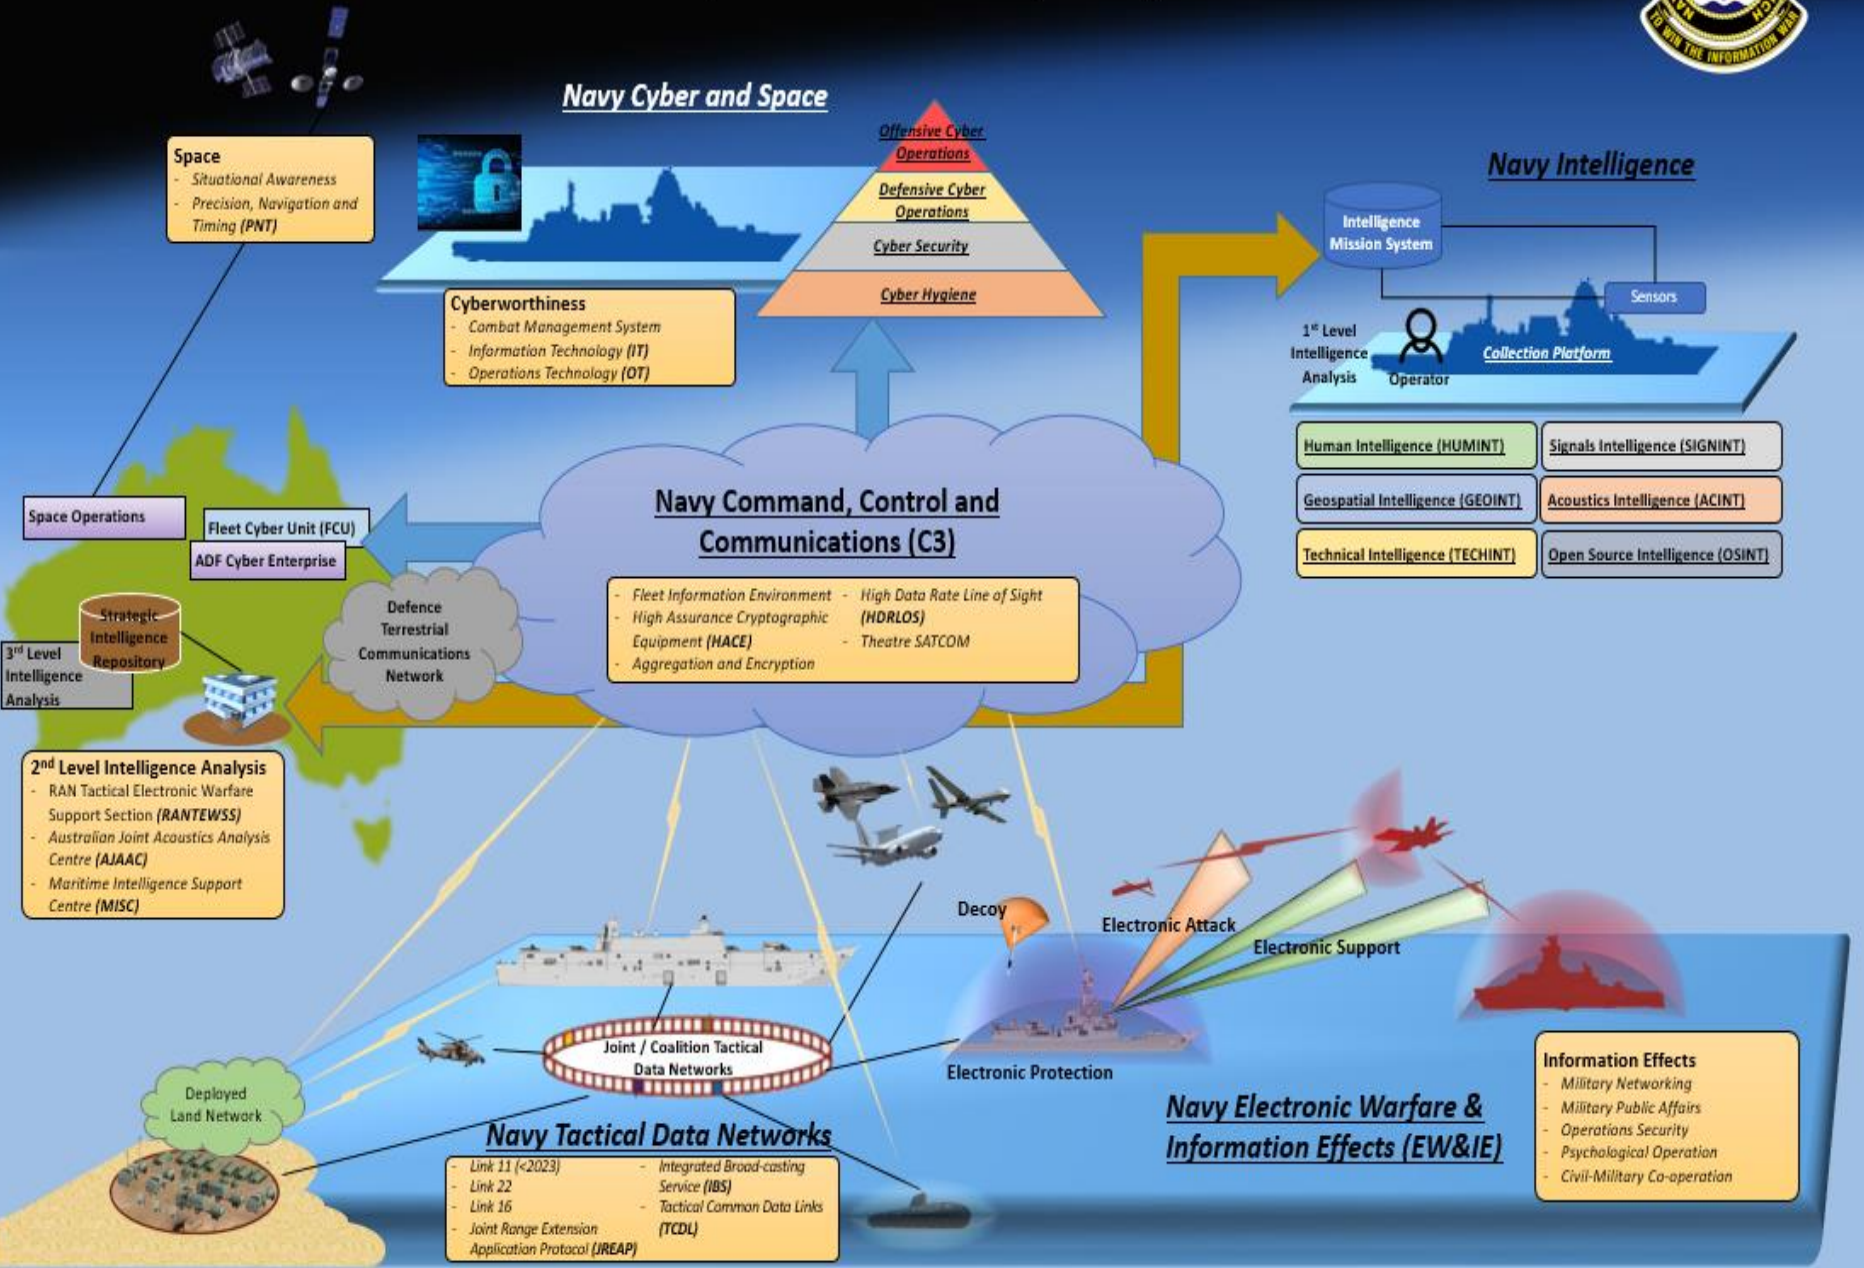 TO WIN THE INFORMATION WAR
Navy Cyber and Space
Space
- Situational Awareness
- Precision, Navigation and
Timing (PNT)
Offensive Cyber
Operations
Defensive Cyber
Operations
Cyber Security
Cyber Hygiene
Cyberworthiness
- Combat Management System
- Information Technology (IT)
- Operations Technology (OT)
Navy Intelligence
Intelligence
Mission System
Sensors
1st Level
Intelligence
Analysis
Operator
Collection Platform
Human Intelligence (HUMINT)
Signals Intelligence (SIGNINT)
Geospatial Intelligence (GEOINT)
Acoustics Intelligence (ACINT)
Technical Intelligence (TECHINT)
Open Source Intelligence (OSINT)
Space Operations
Fleet Cyber Unit (FCU)
ADF Cyber Enterprise
Navy Command, Control and
Communications (C3)
- Fleet Information Environment
- High Assurance Cryptographic
Equipment (HACE)
- Aggregation and Encryption
- High Data Rate Line of Sight
(HDRLOS)
- Theatre SATCOM
Defence
Terrestrial
Communications
Network
Strategic
Intelligence
Repository
3rd Level
Intelligence
Analysis
2nd Level Intelligence Analysis
- RAN Tactical Electronic Warfare
Support Section (RANTEWSS)
- Australian Joint Acoustics Analysis
Centre (AJAAC)
- Maritime Intelligence Support
Centre (MISC)
Decoy
Electronic Attack
Electronic Support
Electronic Protection
Joint / Coalition Tactical
Data Networks
Deployed
Land Network
Navy Tactical Data Networks
- Link 11 (<2023)
- Link 22
- Link 16
- Joint Range Extension
Application Protocol (JREAP)
- Integrated Broad-casting
Service (IBS)
- Tactical Common Data Links
(TCDL)
Navy Electronic Warfare &
Information Effects (EW&IE)
Information Effects
- Military Networking
- Military Public Affairs
- Operations Security
- Psychological Operation
- Civil-Military Co-operation